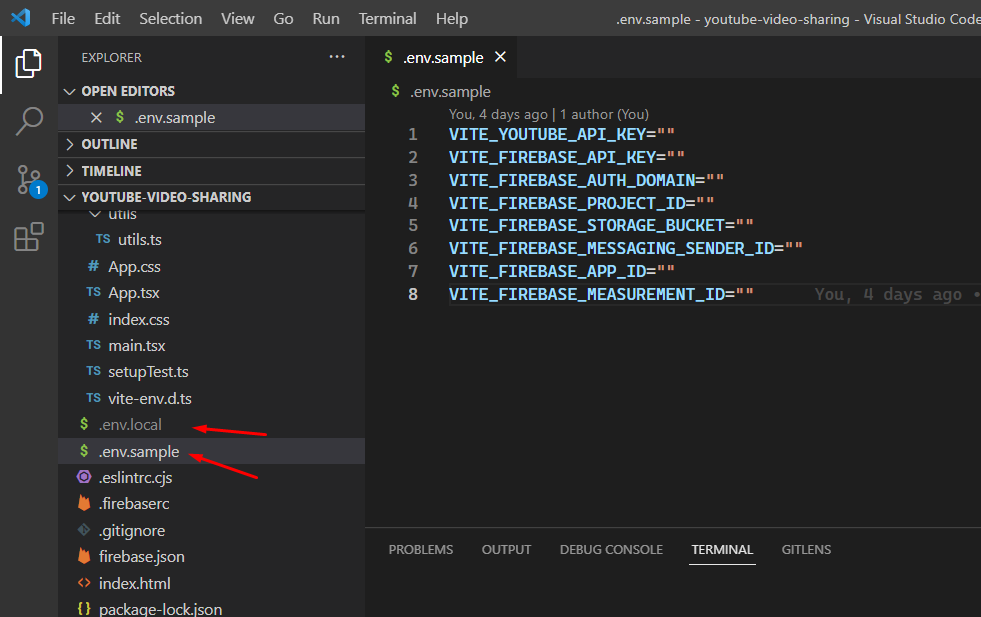 File Edit Selection View Go Run Terminal Help .env.sample - youtube-video-sharing - Visual Studio Code
EXPLORER ...
OPEN EDITORS
$ .env.sample
OUTLINE
TIMELINE
YOUTUBE-VIDEO-SHARING
utils
TS utils.ts
# App.css
TS App.tsx
# index.css
TS main.tsx
TS setupTest.ts
TS vite-env.d.ts
$ .env.local
$ .env.sample
.eslintrc.cjs
.firebaserc
.gitignore
firebase.json
<> index.html
{} package-lock.json
1
$ .env.sample
$ .env.sample
You, 4 days ago | 1 author (You)
1 VITE_YOUTUBE_API_KEY=""
2 VITE_FIREBASE_API_KEY=""
3 VITE_FIREBASE_AUTH_DOMAIN=""
4 VITE_FIREBASE_PROJECT_ID=""
5 VITE_FIREBASE_STORAGE_BUCKET=""
6 VITE_FIREBASE_MESSAGING_SENDER_ID=""
7 VITE_FIREBASE_APP_ID=""
8 VITE_FIREBASE_MEASUREMENT_ID="" You, 4 days ago •
PROBLEMS OUTPUT DEBUG CONSOLE TERMINAL GITLENS